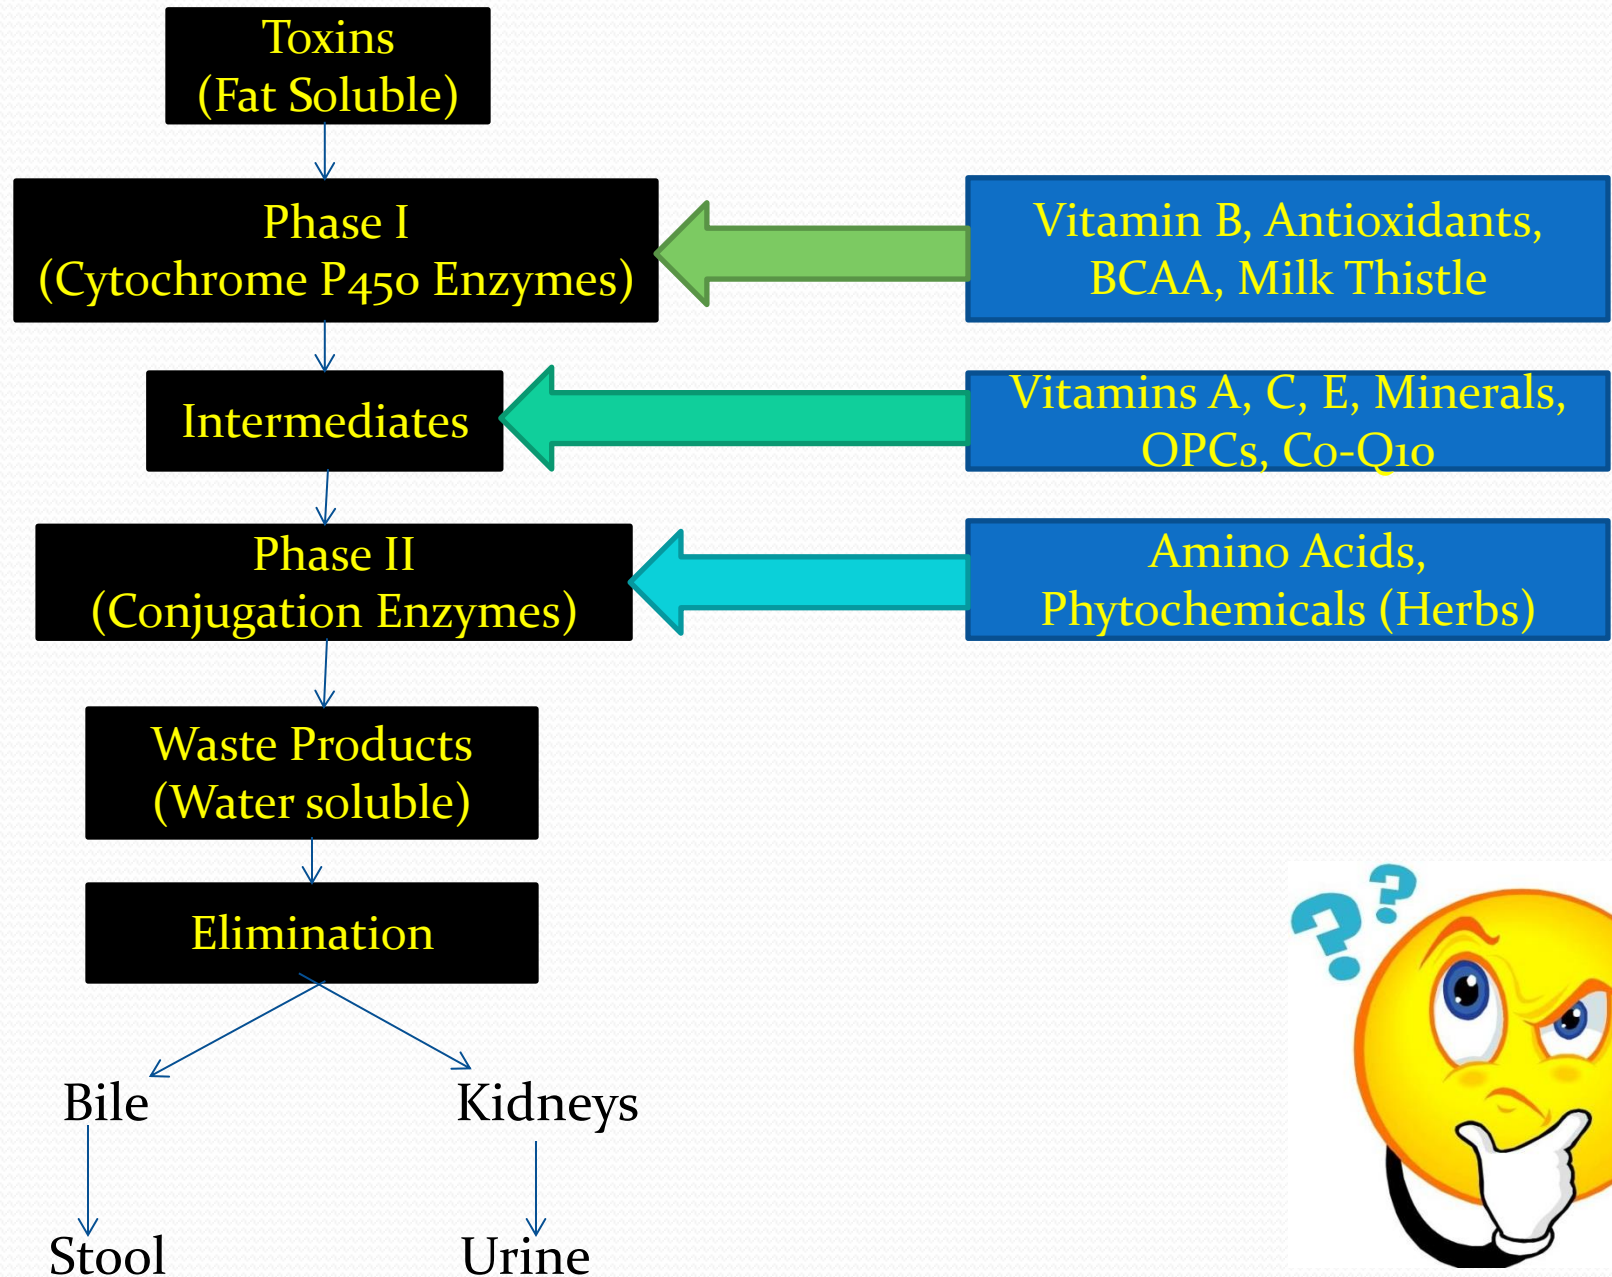 Toxins
(Fat Soluble)
Phase I
(Cytochrome P450 Enzymes)
Vitamin B, Antioxidants,
BCAA, Milk Thistle
Intermediates
Vitamins A, C, E, Minerals,
OPCs, Co-Q10
Phase II
(Conjugation Enzymes)
Amino Acids,
Phytochemicals (Herbs)
Waste Products
(Water soluble)
Elimination
Bile
Kidneys
Stool
Urine
? ?